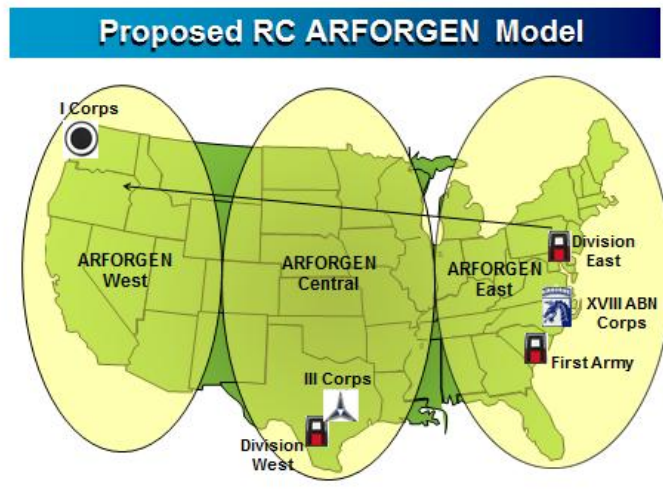 Proposed RC ARFORGEN Model
I Corps
ARFORGEN
West
ARFORGEN
Central
ARFORGEN
East
Division
East
XVIII ABN
Corps
First Army
III Corps
Division
West